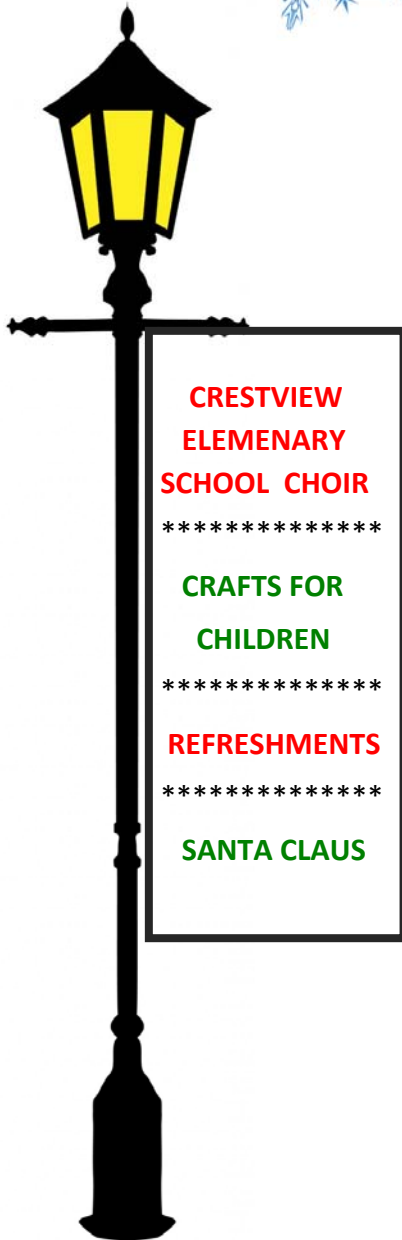 CRESTVIEW
ELEMENARY
SCHOOL CHOIR
**************
CRAFTS FOR
CHILDREN
**************
REFRESHMENTS
**************
SANTA CLAUS